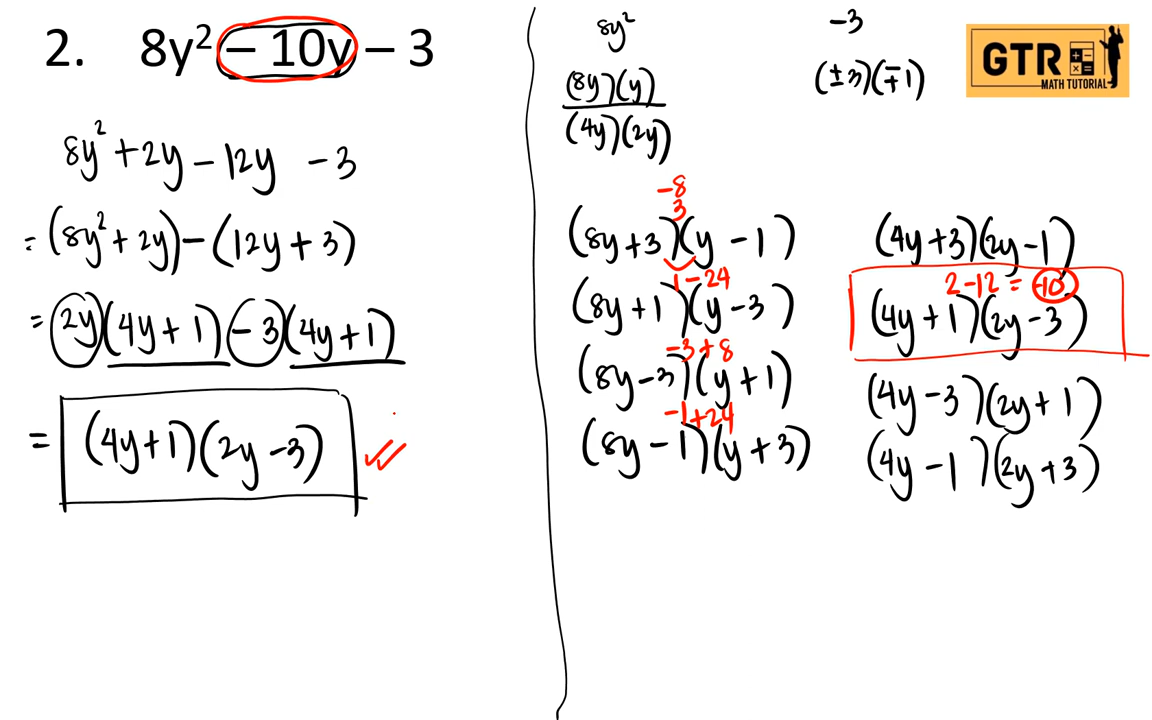 2. 8y² – 10y – 3
8y² + 2y – 12y – 3
= (8y² + 2y) – (12y + 3)
= 2y(4y + 1) – 3(4y + 1)
= (4y + 1)(2y – 3)
8y²
(8y)(y)
(4y)(2y)
–3
(±3)(∓1)
GTR
MATH TUTORIAL
–8
3
(8y + 3)(y – 1)
1 – 24
(8y + 1)(y – 3)
–3 + 8
(8y – 3)(y + 1)
–1 + 24
(8y – 1)(y + 3)
(4y + 3)(2y – 1)
2 – 12 = –10
(4y + 1)(2y – 3)
(4y – 3)(2y + 1)
(4y – 1)(2y + 3)